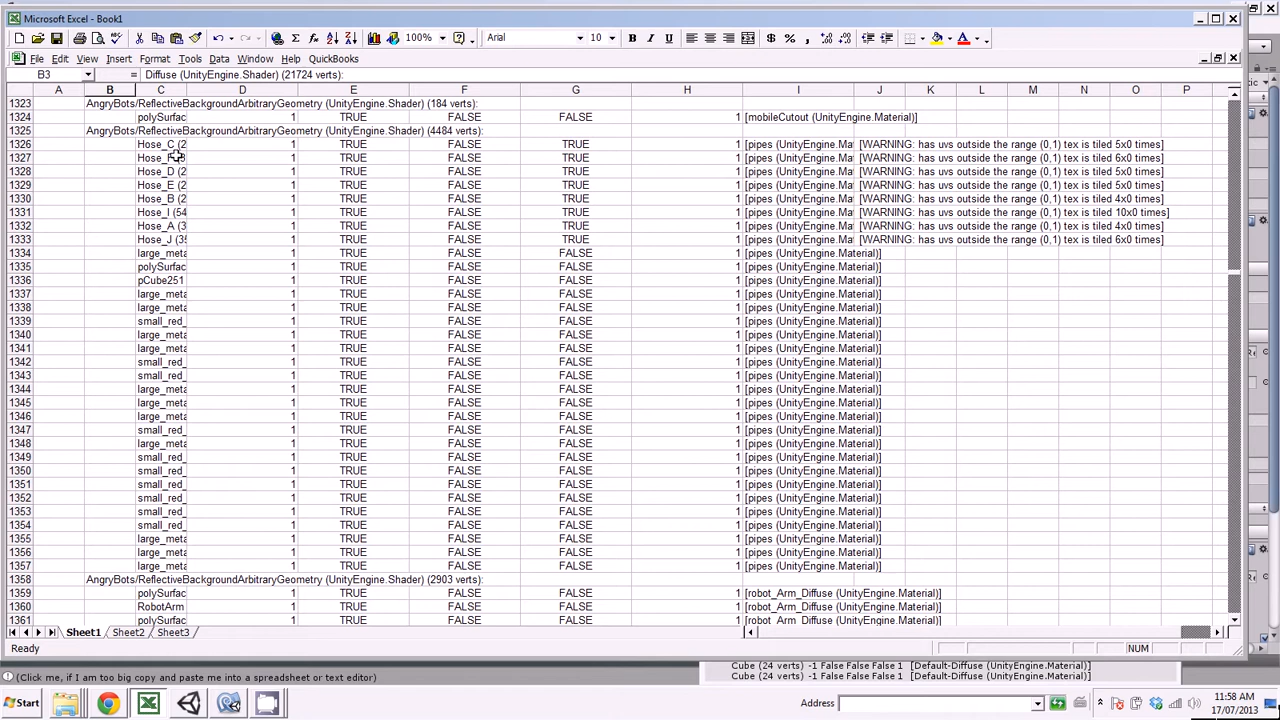 Microsoft Excel - Book1
Arial 10 100%
File Edit View Insert Format Tools Data Window Help QuickBooks
B3 = Diffuse (UnityEngine.Shader) (21724 verts):
A B C D E F G H I J K L M N O P
1323 AngryBots/ReflectiveBackgroundArbitraryGeometry (UnityEngine.Shader) (184 verts):
1324 polySurfac 1 TRUE FALSE FALSE 1 [mobileCutout (UnityEngine.Material)]
1325 AngryBots/ReflectiveBackgroundArbitraryGeometry (UnityEngine.Shader) (4484 verts):
1326 Hose_C (2 1 TRUE FALSE TRUE 1 [pipes (UnityEngine.Ma [WARNING: has uvs outside the range (0,1) tex is tiled 5x0 times]
1327 1 TRUE FALSE TRUE 1 [pipes (UnityEngine.Ma [WARNING: has uvs outside the range (0,1) tex is tiled 6x0 times]
1328 Hose_D (2 1 TRUE FALSE TRUE 1 [pipes (UnityEngine.Ma [WARNING: has uvs outside the range (0,1) tex is tiled 5x0 times]
1329 Hose_E (2 1 TRUE FALSE TRUE 1 [pipes (UnityEngine.Ma [WARNING: has uvs outside the range (0,1) tex is tiled 5x0 times]
1330 Hose_B (2 1 TRUE FALSE TRUE 1 [pipes (UnityEngine.Ma [WARNING: has uvs outside the range (0,1) tex is tiled 4x0 times]
1331 Hose_I (54 1 TRUE FALSE TRUE 1 [pipes (UnityEngine.Ma [WARNING: has uvs outside the range (0,1) tex is tiled 10x0 times]
1332 Hose_A (3 1 TRUE FALSE TRUE 1 [pipes (UnityEngine.Ma [WARNING: has uvs outside the range (0,1) tex is tiled 4x0 times]
1333 Hose_J (35 1 TRUE FALSE TRUE 1 [pipes (UnityEngine.Ma [WARNING: has uvs outside the range (0,1) tex is tiled 6x0 times]
1334 large_meta 1 TRUE FALSE FALSE 1 [pipes (UnityEngine.Material)]
1335 polySurfac 1 TRUE FALSE FALSE 1 [pipes (UnityEngine.Material)]
1336 pCube251 1 TRUE FALSE FALSE 1 [pipes (UnityEngine.Material)]
1337 large_meta 1 TRUE FALSE FALSE 1 [pipes (UnityEngine.Material)]
1338 large_meta 1 TRUE FALSE FALSE 1 [pipes (UnityEngine.Material)]
1339 small_red_ 1 TRUE FALSE FALSE 1 [pipes (UnityEngine.Material)]
1340 large_meta 1 TRUE FALSE FALSE 1 [pipes (UnityEngine.Material)]
1341 large_meta 1 TRUE FALSE FALSE 1 [pipes (UnityEngine.Material)]
1342 small_red_ 1 TRUE FALSE FALSE 1 [pipes (UnityEngine.Material)]
1343 small_red_ 1 TRUE FALSE FALSE 1 [pipes (UnityEngine.Material)]
1344 large_meta 1 TRUE FALSE FALSE 1 [pipes (UnityEngine.Material)]
1345 large_meta 1 TRUE FALSE FALSE 1 [pipes (UnityEngine.Material)]
1346 large_meta 1 TRUE FALSE FALSE 1 [pipes (UnityEngine.Material)]
1347 small_red_ 1 TRUE FALSE FALSE 1 [pipes (UnityEngine.Material)]
1348 large_meta 1 TRUE FALSE FALSE 1 [pipes (UnityEngine.Material)]
1349 small_red_ 1 TRUE FALSE FALSE 1 [pipes (UnityEngine.Material)]
1350 small_red_ 1 TRUE FALSE FALSE 1 [pipes (UnityEngine.Material)]
1351 small_red_ 1 TRUE FALSE FALSE 1 [pipes (UnityEngine.Material)]
1352 small_red_ 1 TRUE FALSE FALSE 1 [pipes (UnityEngine.Material)]
1353 small_red_ 1 TRUE FALSE FALSE 1 [pipes (UnityEngine.Material)]
1354 small_red_ 1 TRUE FALSE FALSE 1 [pipes (UnityEngine.Material)]
1355 large_meta 1 TRUE FALSE FALSE 1 [pipes (UnityEngine.Material)]
1356 large_meta 1 TRUE FALSE FALSE 1 [pipes (UnityEngine.Material)]
1357 large_meta 1 TRUE FALSE FALSE 1 [pipes (UnityEngine.Material)]
1358 AngryBots/ReflectiveBackgroundArbitraryGeometry (UnityEngine.Shader) (2903 verts):
1359 polySurfac 1 TRUE FALSE FALSE 1 [robot_Arm_Diffuse (UnityEngine.Material)]
1360 RobotArm 1 TRUE FALSE FALSE 1 [robot_Arm_Diffuse (UnityEngine.Material)]
1361 polySurfac 1 TRUE FALSE FALSE 1 [robot_Arm_Diffuse (UnityEngine.Material)]
Sheet1 Sheet2 Sheet3
Ready NUM
Cube (24 verts) -1 False False False 1 [Default-Diffuse (UnityEngine.Material)]
(Click me, if I am too big copy and paste me into a spreadsheet or text editor)
Cube (24 verts) -1 False False False 1 [Default-Diffuse (UnityEngine.Material)]
Start Address 11:58 AM
17/07/2013